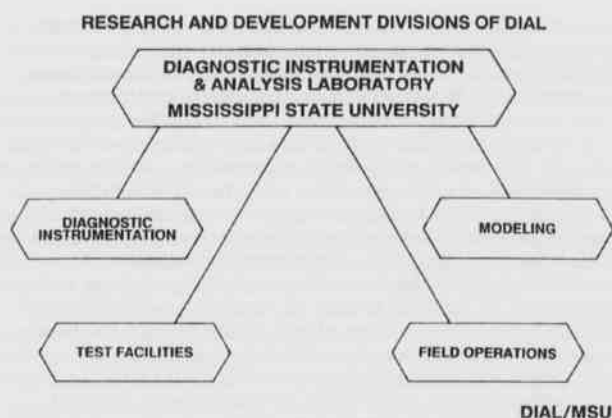 RESEARCH AND DEVELOPMENT DIVISIONS OF DIAL
DIAGNOSTIC INSTRUMENTATION
& ANALYSIS LABORATORY
MISSISSIPPI STATE UNIVERSITY
DIAGNOSTIC
INSTRUMENTATION
MODELING
TEST FACILITIES
FIELD OPERATIONS
DIAL/MSU